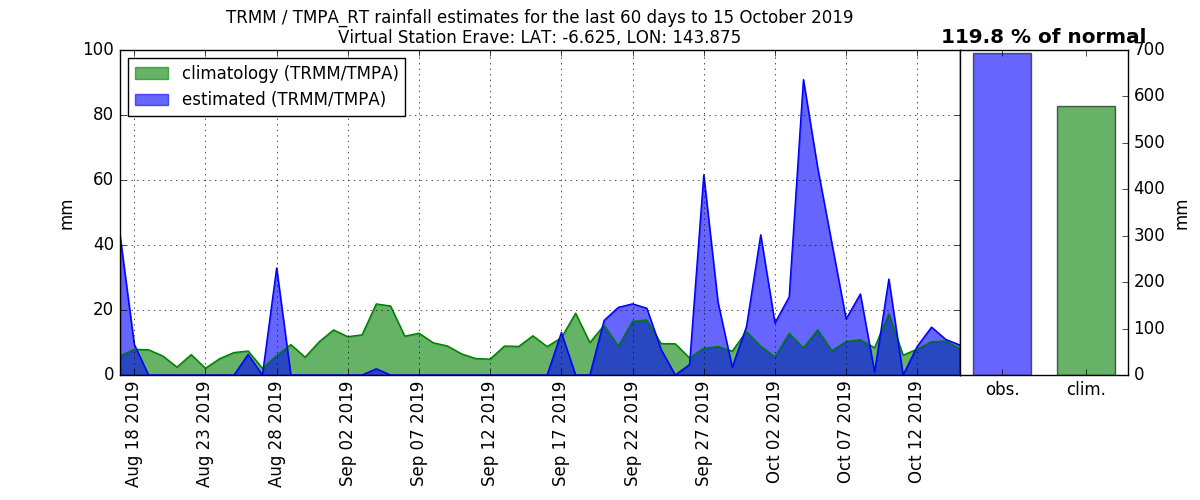 TRMM / TMPA_RT rainfall estimates for the last 60 days to 15 October 2019
Virtual Station Erave: LAT: -6.625, LON: 143.875
119.8 % of normal
climatology (TRMM/TMPA)
estimated (TRMM/TMPA)
100
80
60
40
20
0
mm
Aug 18 2019
Aug 23 2019
Aug 28 2019
Sep 02 2019
Sep 07 2019
Sep 12 2019
Sep 17 2019
Sep 22 2019
Sep 27 2019
Oct 02 2019
Oct 07 2019
Oct 12 2019
700
600
500
400
300
200
100
0
mm
obs.
clim.